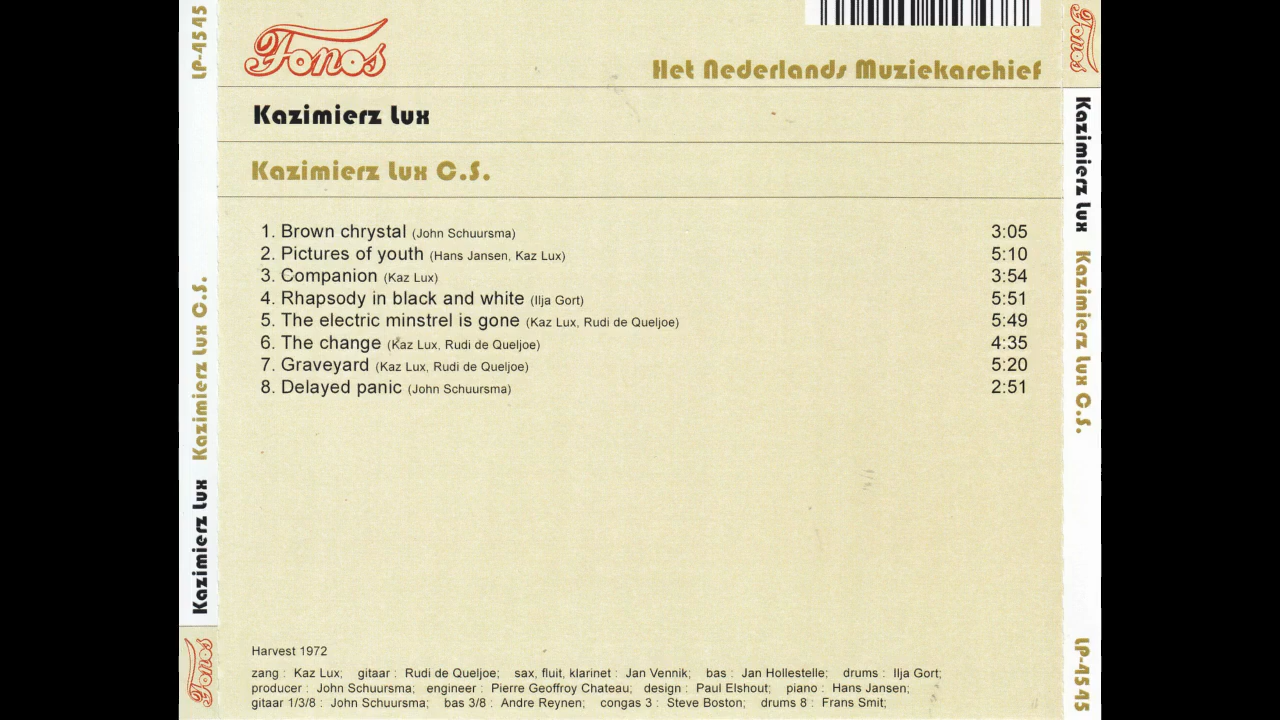 Fonos
Het Nederlands Muziekarchief
Kazimierz Lux
Kazimierz Lux C.S.
1. Brown chrystal (John Schuursma) 3:05
2. Pictures of youth (Hans Jansen, Kaz Lux) 5:10
3. Companion (Kaz Lux) 3:54
4. Rhapsody in black and white (Ilja Gort) 5:51
5. The electric minstrel is gone (Kaz Lux, Rudi de Queljoe) 5:49
6. The change (Kaz Lux, Rudi de Queljoe) 4:35
7. Graveyard (Kaz Lux, Rudi de Queljoe) 5:20
8. Delayed panic (John Schuursma) 2:51
Harvest 1972
zang : Kaz Lux; gitaar : Rudi de Queljoe; sax, fluit, klarinet : Jan Vennik; bas : Jan Hollestelle; drums : Ilja Gort;
producer : John Schuursma; engineer : Pierre Geoffroy Chateau; design : Paul Elshout; piano : Hans Jansen;
gitaar 1/3/8 : John Schuursma; bas 3/8 : Andre Reynen; congas 3 : Steve Boston; drums 8 : Frans Smit;
Fonos Kazimierz Lux Kazimierz Lux C.S. LP-4545
Fonos Kazimierz Lux Kazimierz Lux C.S. LP-4545